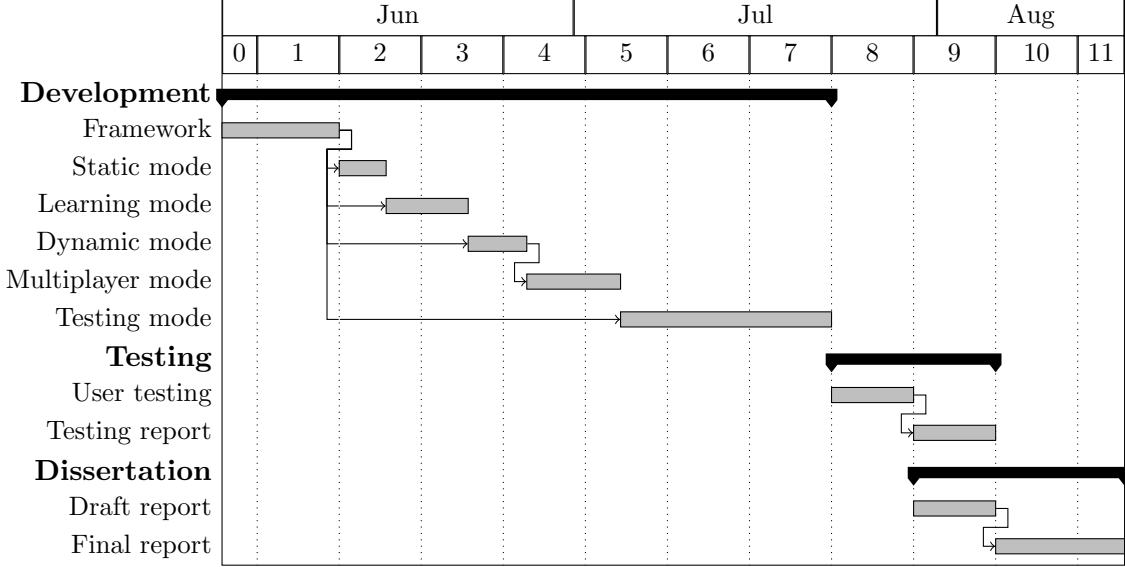 Jun Jul Aug
0 1 2 3 4 5 6 7 8 9 10 11
Development
Framework
Static mode
Learning mode
Dynamic mode
Multiplayer mode
Testing mode
Testing
User testing
Testing report
Dissertation
Draft report
Final report